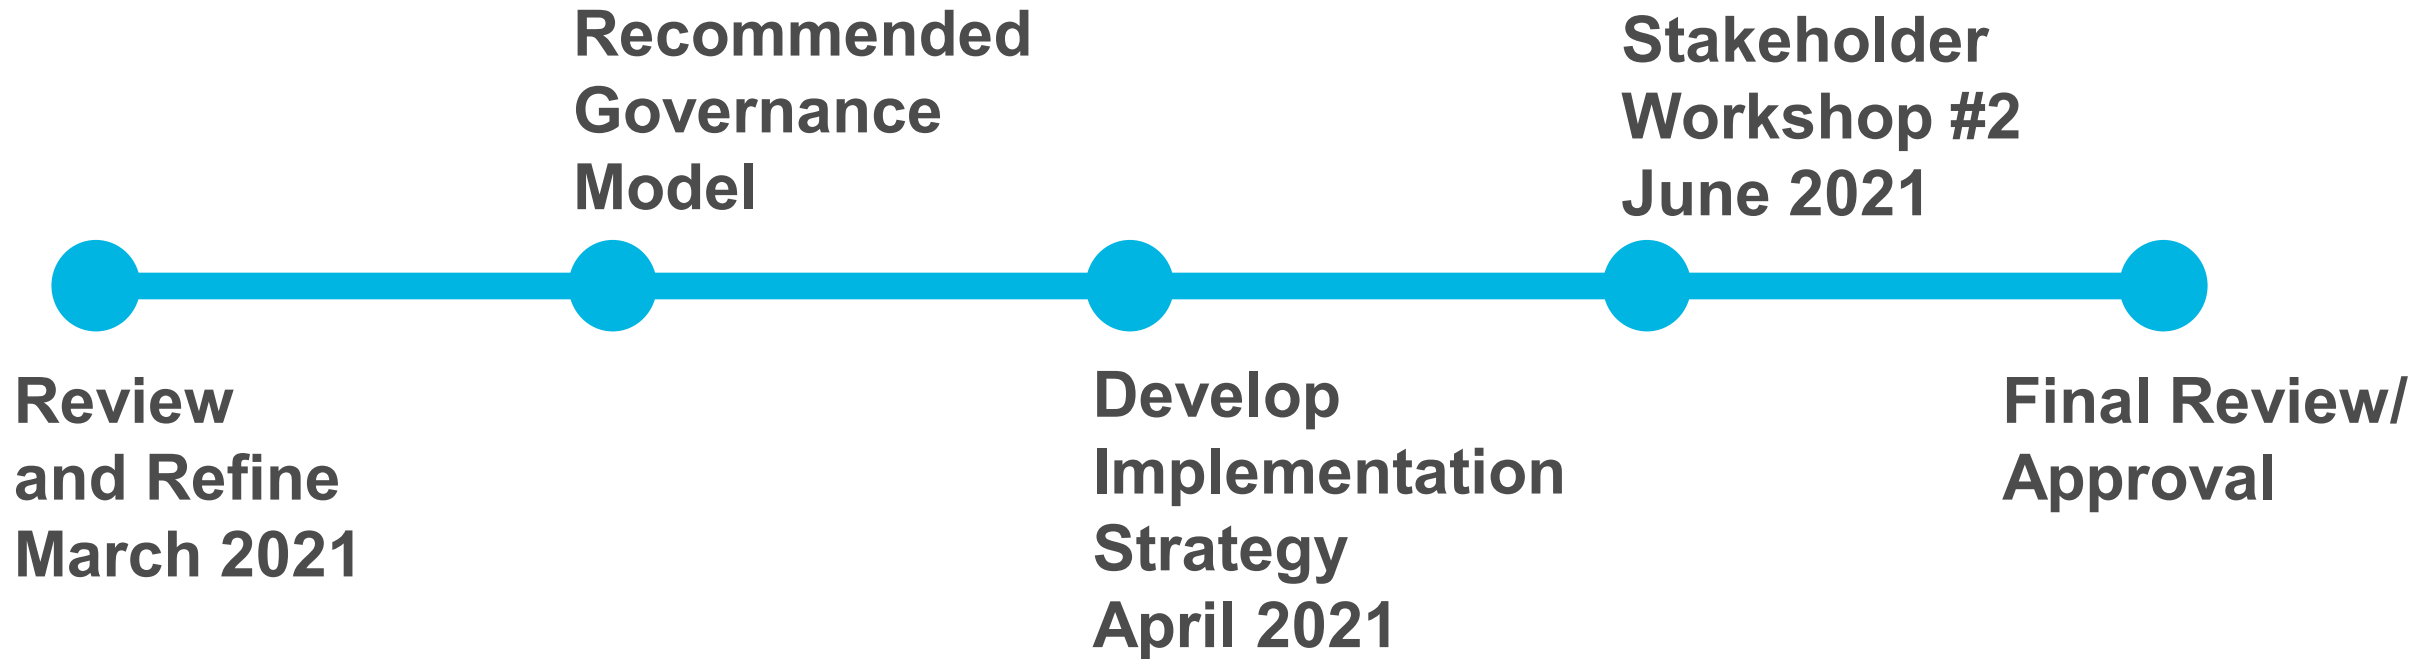 Review
and Refine
March 2021
Recommended
Governance
Model
Develop
Implementation
Strategy
April 2021
Stakeholder
Workshop #2
June 2021
Final Review/
Approval